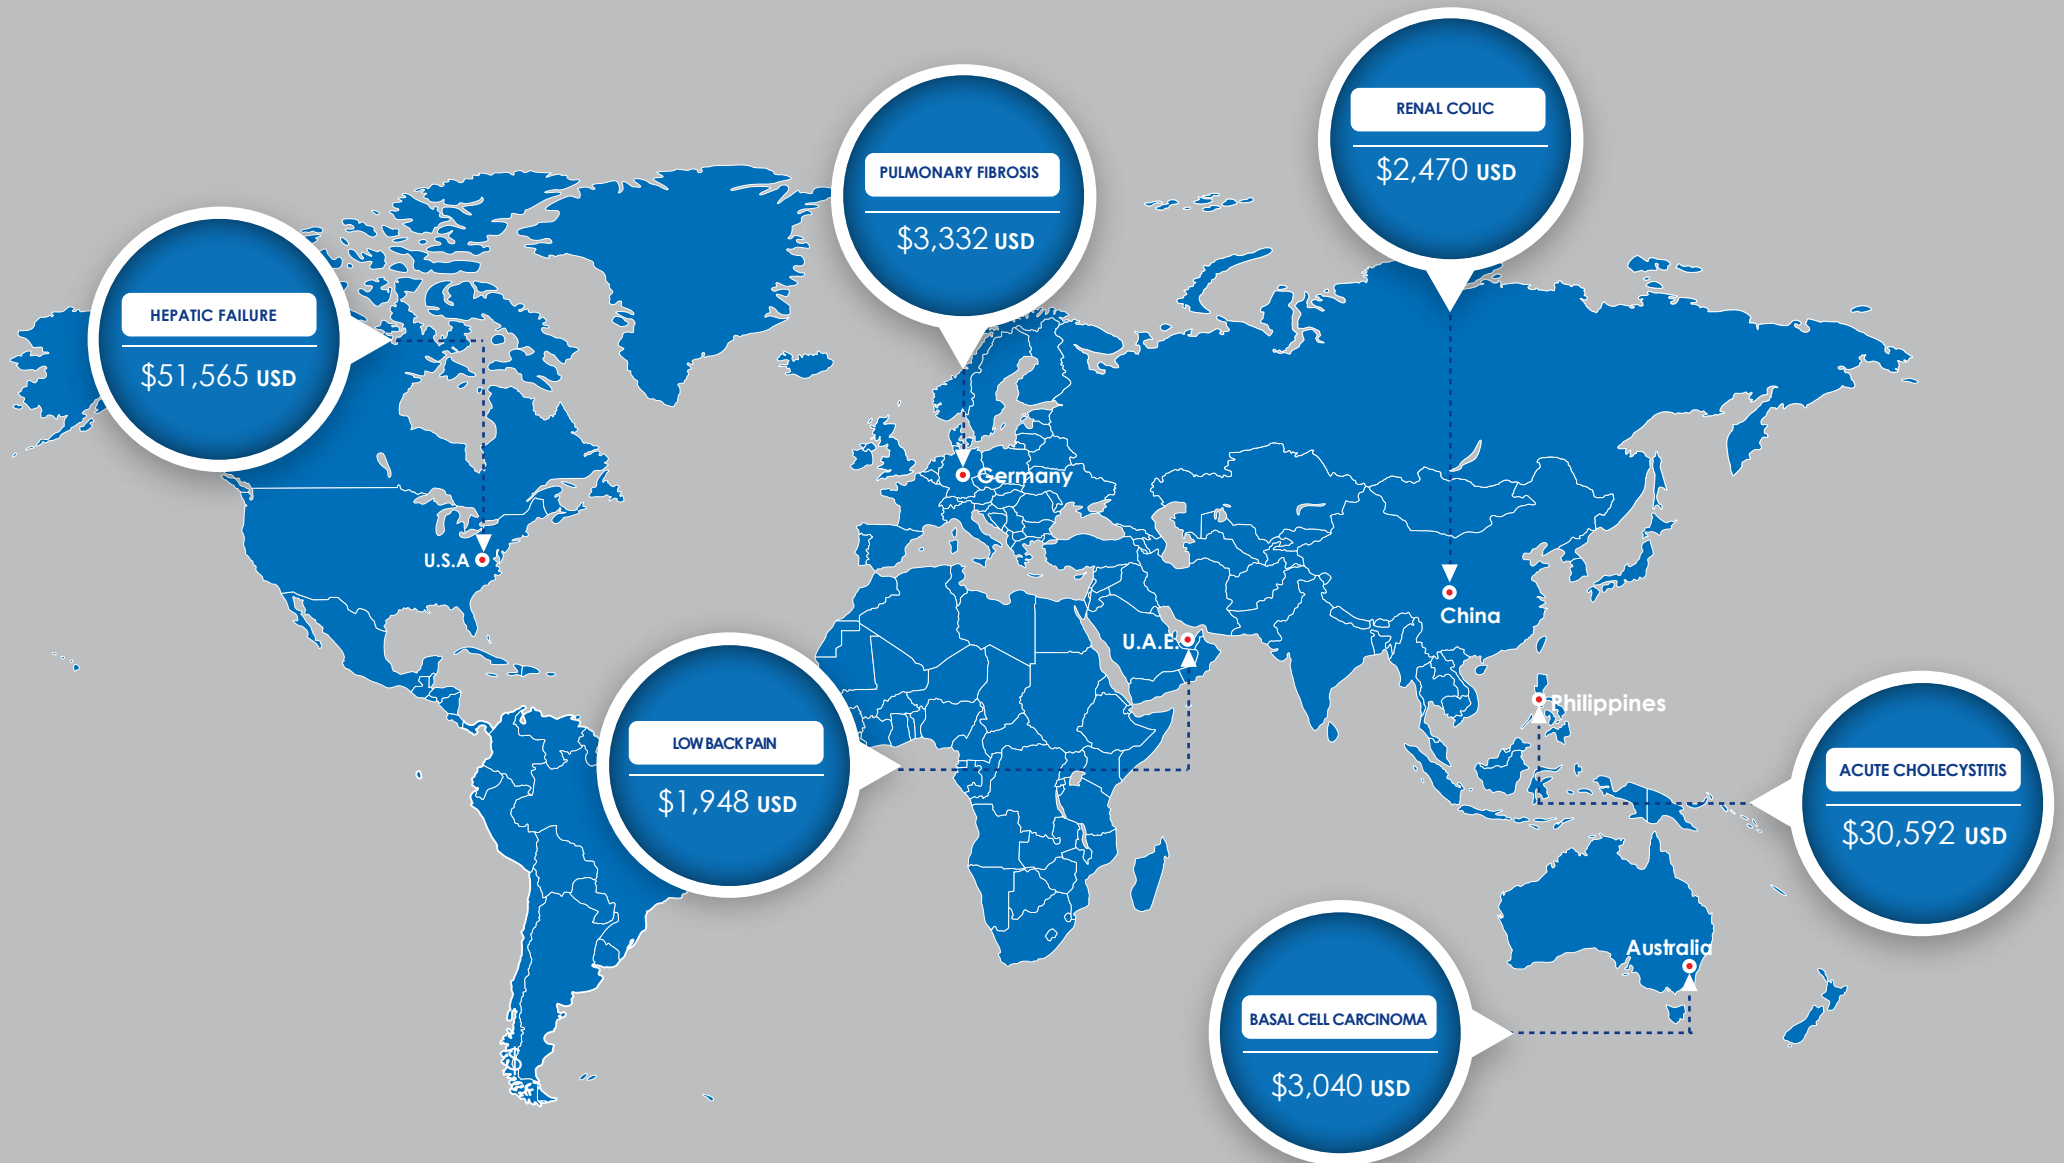 RENAL COLIC
$2,470 USD
PULMONARY FIBROSIS
$3,332 USD
HEPATIC FAILURE
$51,565 USD
Germany
U.S.A
China
U.A.E.
Philippines
LOW BACK PAIN
$1,948 USD
ACUTE CHOLECYSTITIS
$30,592 USD
Australia
BASAL CELL CARCINOMA
$3,040 USD
$